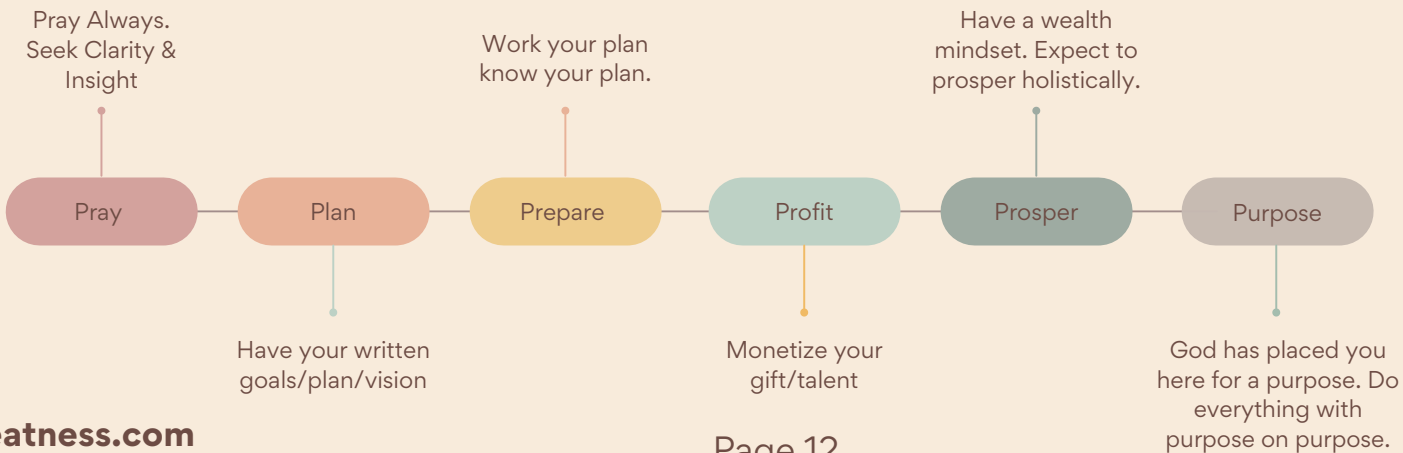 Pray Always.
Seek Clarity &
Insight
Work your plan
know your plan.
Have a wealth
mindset. Expect to
prosper holistically.
Pray
Plan
Prepare
Profit
Prosper
Purpose
Have your written
goals/plan/vision
Monetize your
gift/talent
God has placed you
here for a purpose. Do
everything with
purpose on purpose.
eatness.com
Page 12